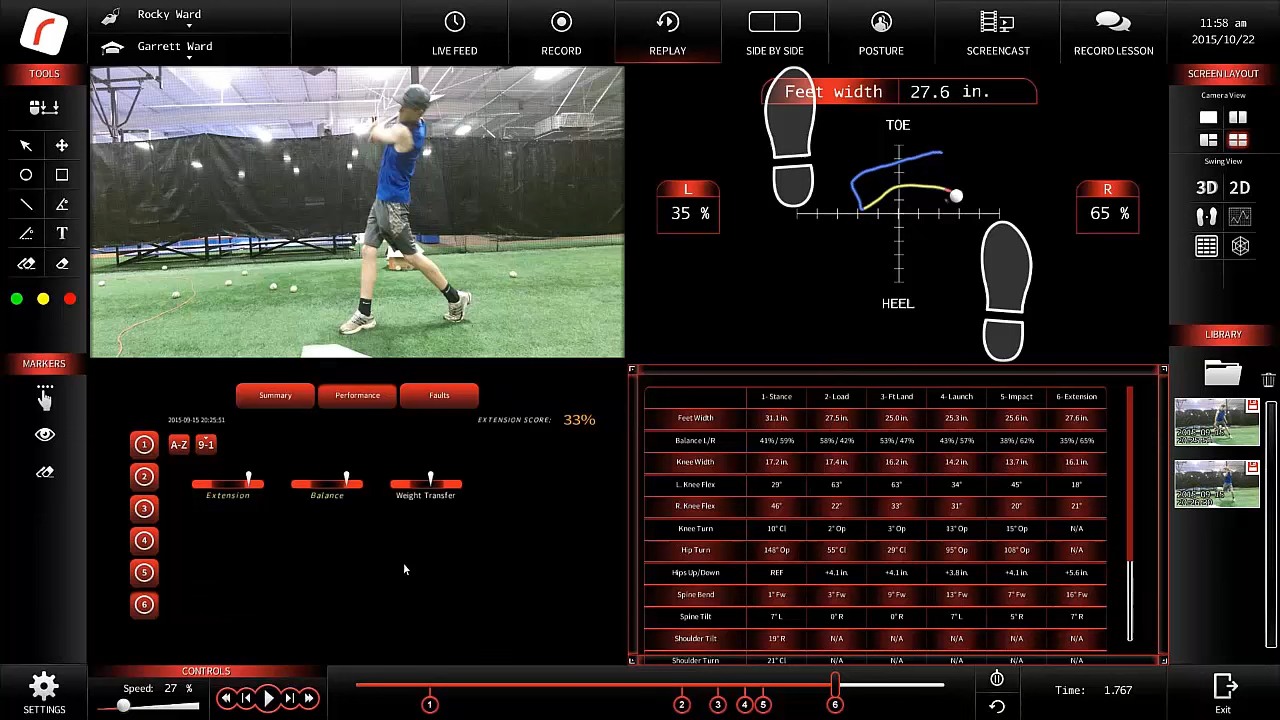 Rocky Ward
Garrett Ward
LIVE FEED
RECORD
REPLAY
SIDE BY SIDE
POSTURE
SCREENCAST
RECORD LESSON
11:58 am
2015/10/22
TOOLS
T
MARKERS
SETTINGS
Feet width 27.6 in.
TOE
L
35 %
R
65 %
HEEL
SCREEN LAYOUT
Camera View
Swing View
3D 2D
LIBRARY
Summary Performance Faults
2015-09-15 20:25:51
EXTENSION SCORE: 33%
1 A-Z 9-1
2
3
4
5
6
Extension Balance Weight Transfer
1- Stance 2- Load 3- Ft Land 4- Launch 5- Impact 6- Extension
Feet Width 31.1 in. 27.5 in. 25.0 in. 25.3 in. 25.6 in. 27.6 in.
Balance L/R 41% / 59% 58% / 42% 53% / 47% 43% / 57% 38% / 62% 35% / 65%
Knee Width 17.2 in. 17.4 in. 16.2 in. 14.2 in. 13.7 in. 16.1 in.
L. Knee Flex 29° 63° 63° 34° 45° 18°
R. Knee Flex 46° 22° 33° 31° 20° 21°
Knee Turn 10° Cl 2° Op 3° Op 13° Op 15° Op N/A
Hip Turn 148° Op 55° Cl 29° Cl 95° Op 108° Op N/A
Hips Up/Down REF +4.1 in. +4.1 in. +3.8 in. +4.1 in. +5.6 in.
Spine Bend 1° Fw 3° Fw 9° Fw 13° Fw 7° Fw 16° Fw
Spine Tilt 7° L 0° R 0° R 7° L 5° R 7° R
Shoulder Tilt 19° R N/A N/A N/A N/A N/A
Shoulder Turn 21° Cl N/A N/A N/A N/A N/A
CONTROLS
Speed: 27 %
1 2 3 4 5 6
Time: 1.767
Exit